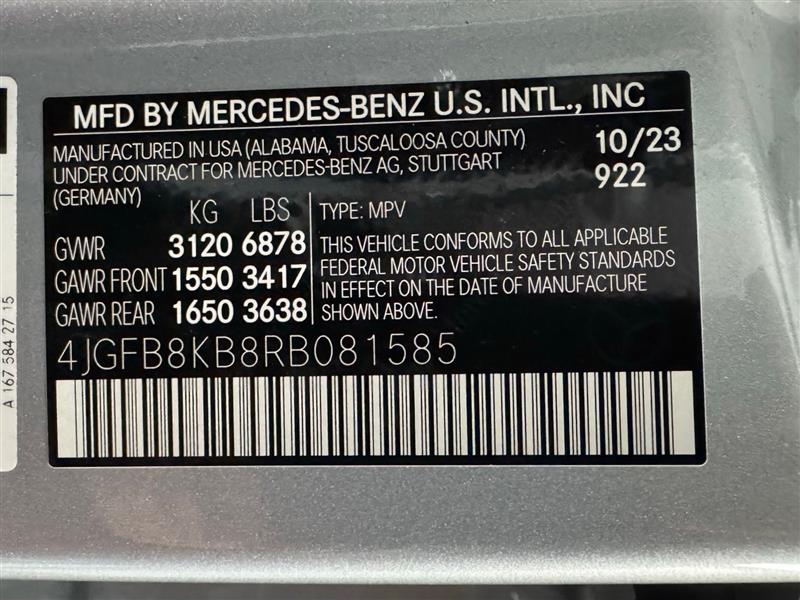 MFD BY MERCEDES-BENZ U.S. INTL., INC
MANUFACTURED IN USA (ALABAMA, TUSCALOOSA COUNTY)
UNDER CONTRACT FOR MERCEDES-BENZ AG, STUTTGART
(GERMANY)
10/23
922
KG LBS
GVWR 3120 6878
GAWR FRONT 1550 3417
GAWR REAR 1650 3638
TYPE: MPV
THIS VEHICLE CONFORMS TO ALL APPLICABLE
FEDERAL MOTOR VEHICLE SAFETY STANDARDS
IN EFFECT ON THE DATE OF MANUFACTURE
SHOWN ABOVE.
4JGFB8KB8RB081585
A 167 584 27 15